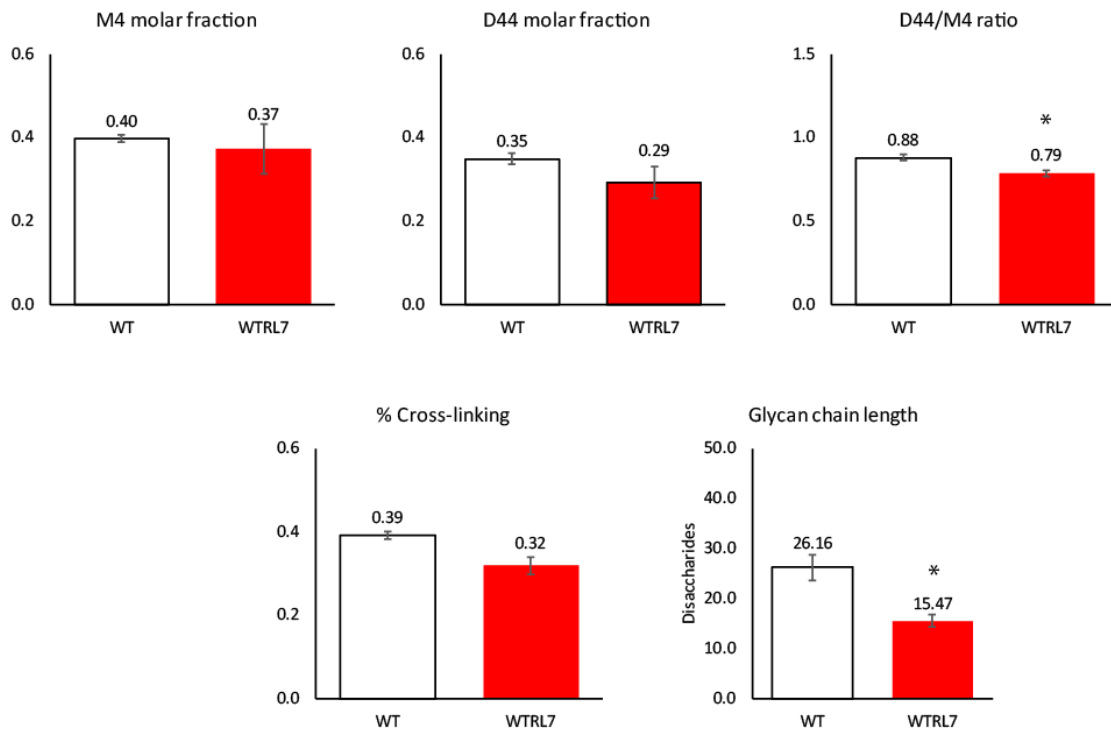 M4 molar fraction
0.6
0.4
0.2
0.0
0.40
0.37
WT
WTRL7
D44 molar fraction
0.6
0.4
0.2
0.0
0.35
0.29
WT
WTRL7
D44/M4 ratio
1.5
1.0
0.5
0.0
0.88
*
0.79
WT
WTRL7
% Cross-linking
0.6
0.4
0.2
0.0
0.39
0.32
WT
WTRL7
Glycan chain length
Disaccharides
50.0
40.0
30.0
20.0
10.0
0.0
26.16
*
15.47
WT
WTRL7